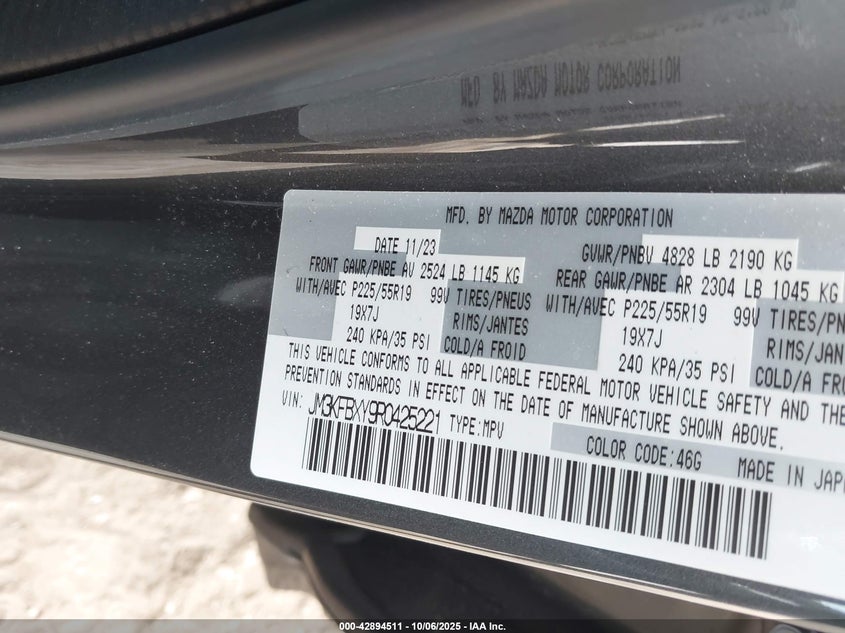 MFD. BY MAZDA MOTOR CORPORATION
DATE 11/23
GVWR/PNBV 4828 LB 2190 KG
FRONT GAWR/PNBE AV 2524 LB 1145 KG
REAR GAWR/PNBE AR 2304 LB 1045 KG
WITH/AVEC P225/55R19 99V TIRES/PNEUS
WITH/AVEC P225/55R19 99V TIRES/PN
19X7J RIMS/JANTES
19X7J RIMS/JANTE
240 KPA/35 PSI COLD/A FROID
240 KPA/35 PSI COLD/A FROI
THIS VEHICLE CONFORMS TO ALL APPLICABLE FEDERAL MOTOR VEHICLE SAFETY AND THE
PREVENTION STANDARDS IN EFFECT ON THE DATE OF MANUFACTURE SHOWN ABOVE.
VIN: JM3KFBXY9R0425221 TYPE:MPV
COLOR CODE:46G MADE IN JAP
000-42894511 - 10/06/2025 - IAA Inc.